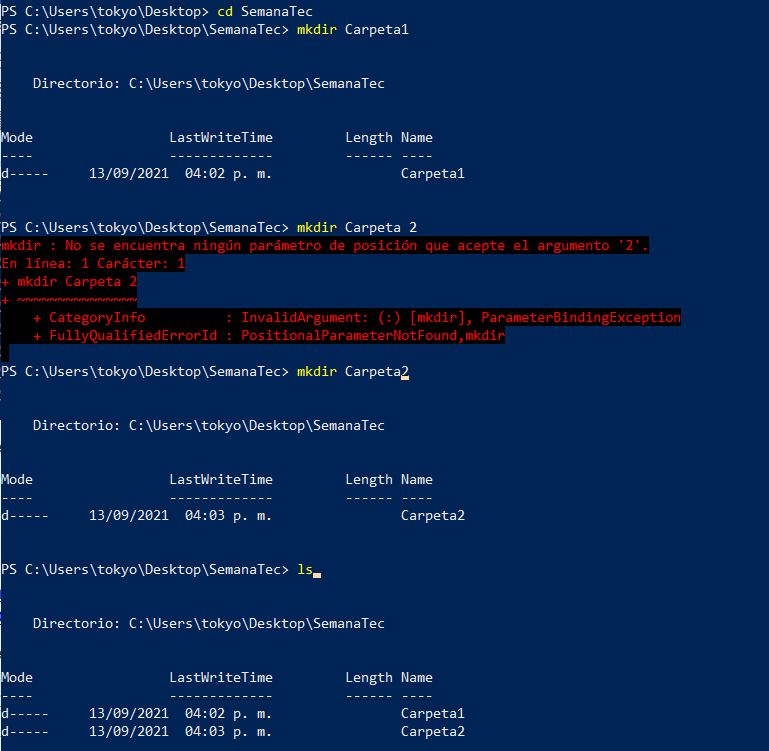 PS C:\Users\tokyo\Desktop> cd SemanaTec
PS C:\Users\tokyo\Desktop\SemanaTec> mkdir Carpeta1
Directorio: C:\Users\tokyo\Desktop\SemanaTec
Mode                 LastWriteTime         Length Name
----                 -------------         ------ ----
d-----     13/09/2021  04:02 p. m.                Carpeta1
PS C:\Users\tokyo\Desktop\SemanaTec> mkdir Carpeta 2
mkdir : No se encuentra ningún parámetro de posición que acepte el argumento '2'.
En línea: 1 Carácter: 1
+ mkdir Carpeta 2
+ ~~~~~~~~~~~~~~~
    + CategoryInfo          : InvalidArgument: (:) [mkdir], ParameterBindingException
    + FullyQualifiedErrorId : PositionalParameterNotFound,mkdir
PS C:\Users\tokyo\Desktop\SemanaTec> mkdir Carpeta2
Directorio: C:\Users\tokyo\Desktop\SemanaTec
Mode                 LastWriteTime         Length Name
----                 -------------         ------ ----
d-----     13/09/2021  04:03 p. m.                Carpeta2
PS C:\Users\tokyo\Desktop\SemanaTec> ls
Directorio: C:\Users\tokyo\Desktop\SemanaTec
Mode                 LastWriteTime         Length Name
----                 -------------         ------ ----
d-----     13/09/2021  04:02 p. m.                Carpeta1
d-----     13/09/2021  04:03 p. m.                Carpeta2